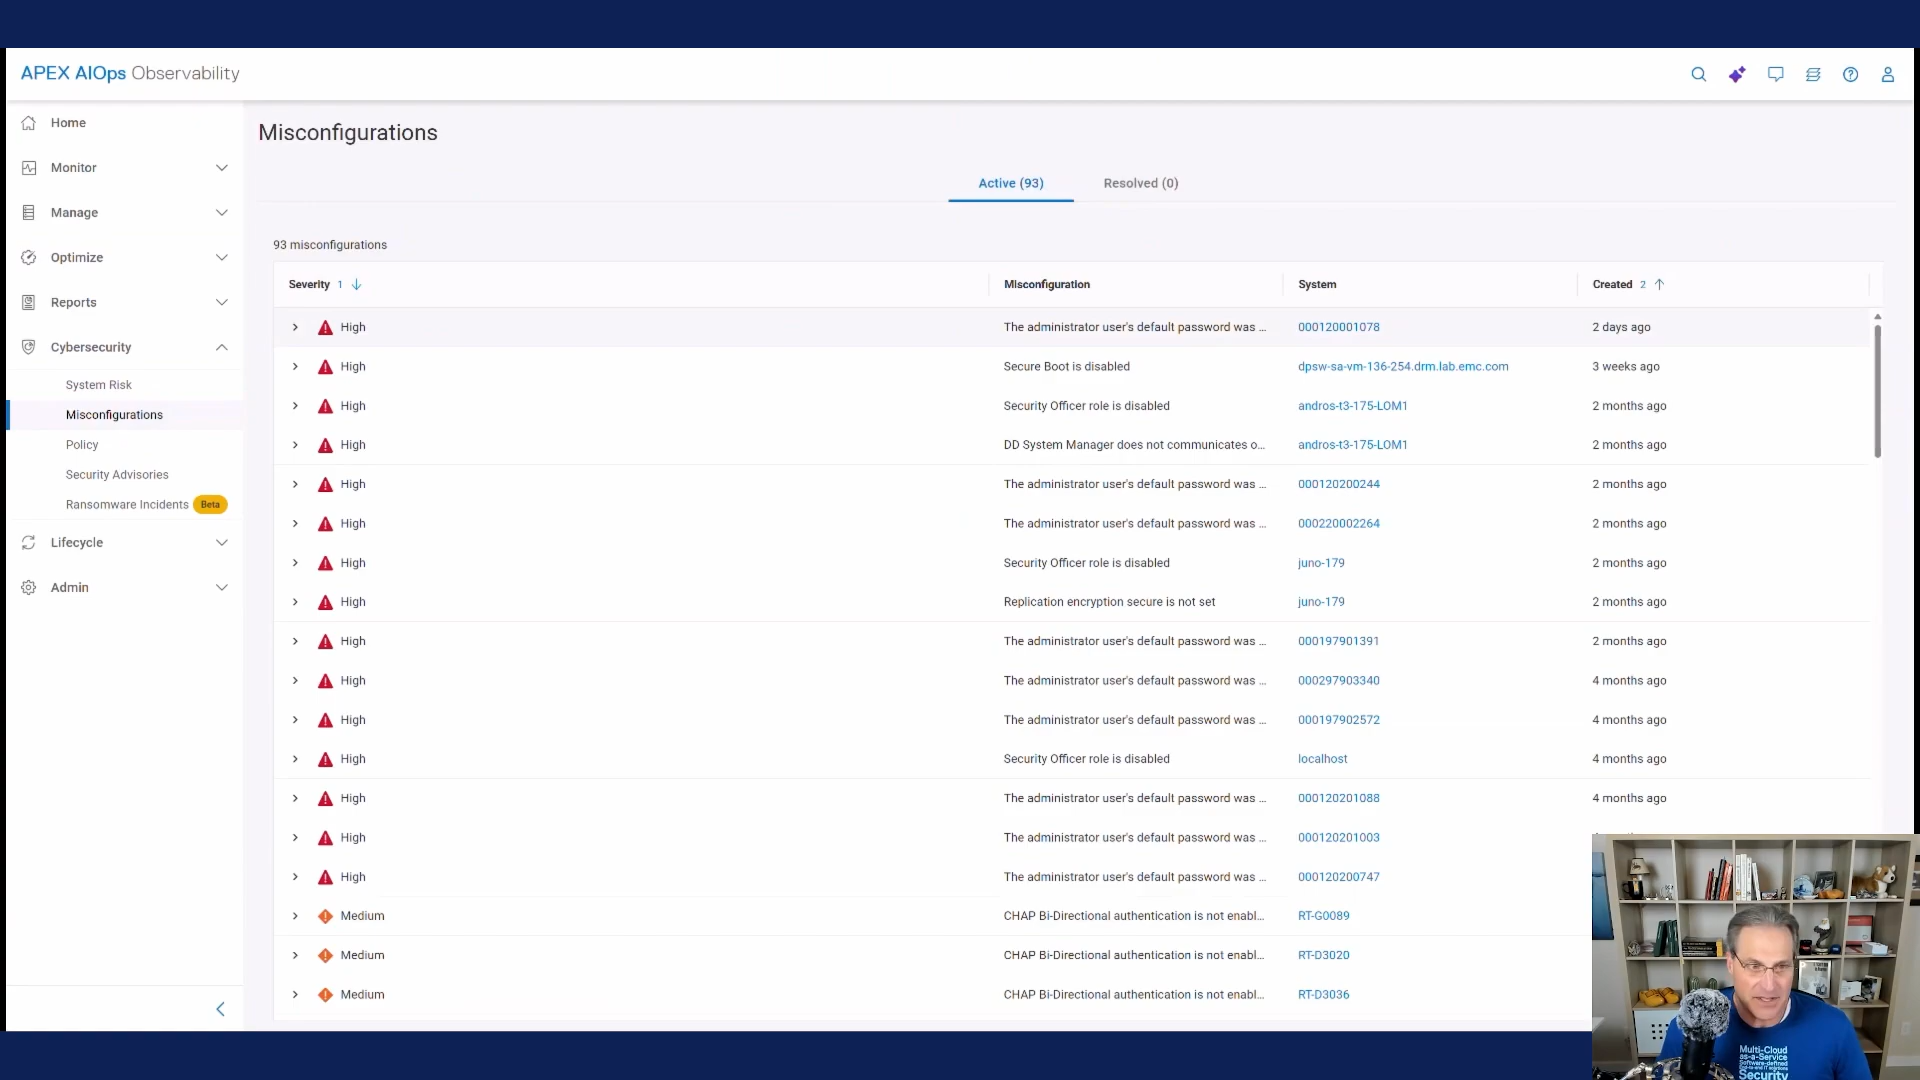 APEX AIOps Observability
Home
Monitor
Manage
Optimize
Reports
Cybersecurity
System Risk
Misconfigurations
Policy
Security Advisories
Ransomware Incidents Beta
Lifecycle
Admin
Misconfigurations
Active (93) Resolved (0)
93 misconfigurations
Severity 1 Misconfiguration System Created 2
High The administrator user's default password was ... 000120001078 2 days ago
High Secure Boot is disabled dpsw-sa-vm-136-254.drm.lab.emc.com 3 weeks ago
High Security Officer role is disabled andros-t3-175-LOM1 2 months ago
High DD System Manager does not communicates o... andros-t3-175-LOM1 2 months ago
High The administrator user's default password was ... 000120200244 2 months ago
High The administrator user's default password was ... 000220002264 2 months ago
High Security Officer role is disabled juno-179 2 months ago
High Replication encryption secure is not set juno-179 2 months ago
High The administrator user's default password was ... 000197901391 2 months ago
High The administrator user's default password was ... 000297903340 4 months ago
High The administrator user's default password was ... 000197902572 4 months ago
High Security Officer role is disabled localhost 4 months ago
High The administrator user's default password was ... 000120201088 4 months ago
High The administrator user's default password was ... 000120201003
High The administrator user's default password was ... 000120200747
Medium CHAP Bi-Directional authentication is not enabl... RT-G0089
Medium CHAP Bi-Directional authentication is not enabl... RT-D3020
Medium CHAP Bi-Directional authentication is not enabl... RT-D3036
Multi-Cloud
as-a-Service
Software-defined
End-to-end IT solutions
Security